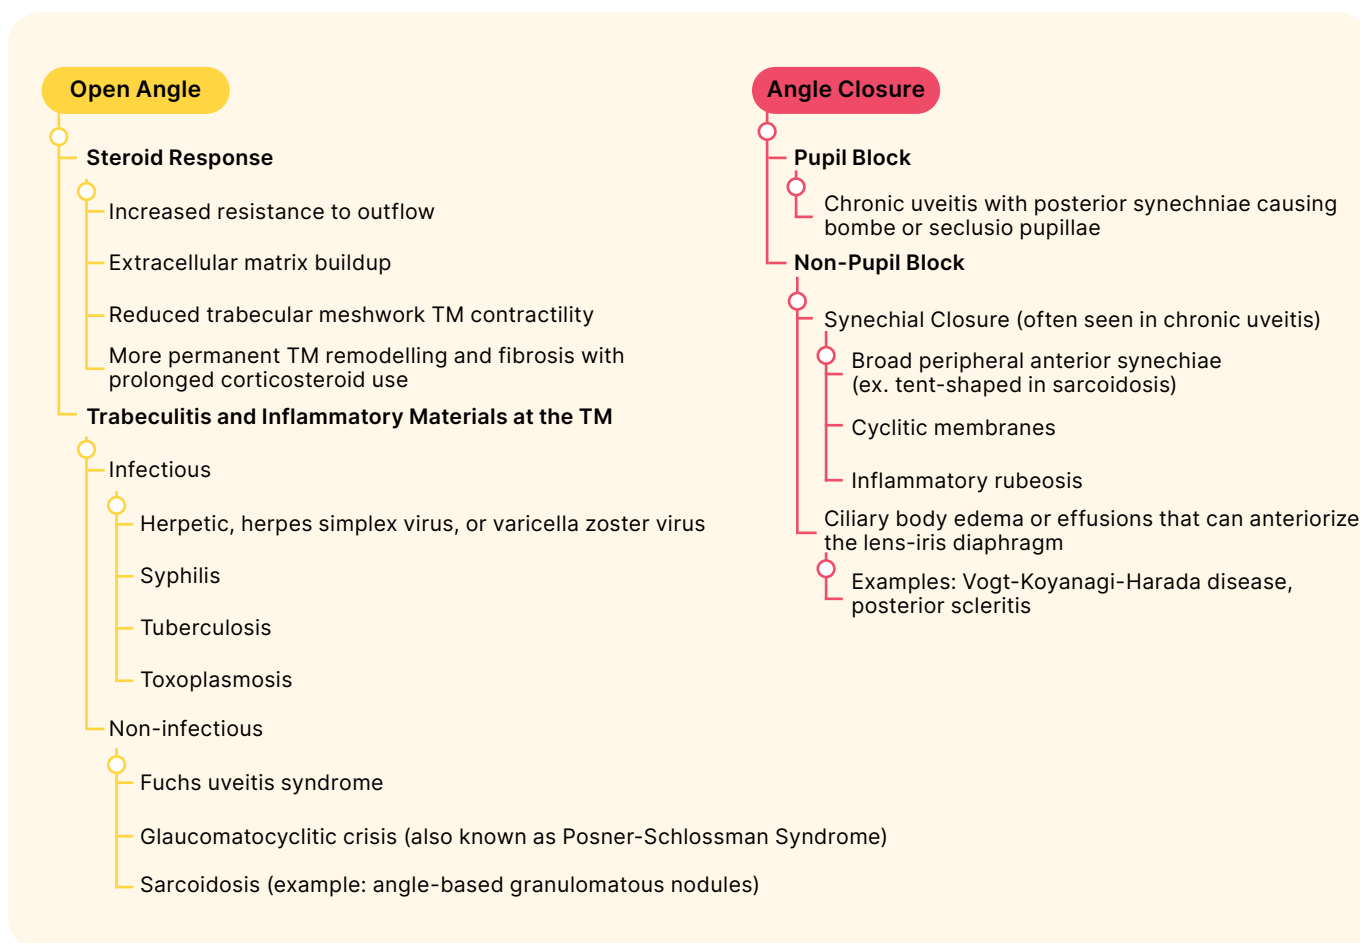 Open Angle
Steroid Response
Increased resistance to outflow
Extracellular matrix buildup
Reduced trabecular meshwork TM contractility
More permanent TM remodelling and fibrosis with
prolonged corticosteroid use
Trabeculitis and Inflammatory Materials at the TM
Infectious
Herpetic, herpes simplex virus, or varicella zoster virus
Syphilis
Tuberculosis
Toxoplasmosis
Non-infectious
Fuchs uveitis syndrome
Glaucomatocyclitic crisis (also known as Posner-Schlossman Syndrome)
Sarcoidosis (example: angle-based granulomatous nodules)
Angle Closure
Pupil Block
Chronic uveitis with posterior synechniae causing
bombe or seclusio pupillae
Non-Pupil Block
Synechial Closure (often seen in chronic uveitis)
Broad peripheral anterior synechiae
(ex. tent-shaped in sarcoidosis)
Cyclitic membranes
Inflammatory rubeosis
Ciliary body edema or effusions that can anteriorize
the lens-iris diaphragm
Examples: Vogt-Koyanagi-Harada disease,
posterior scleritis